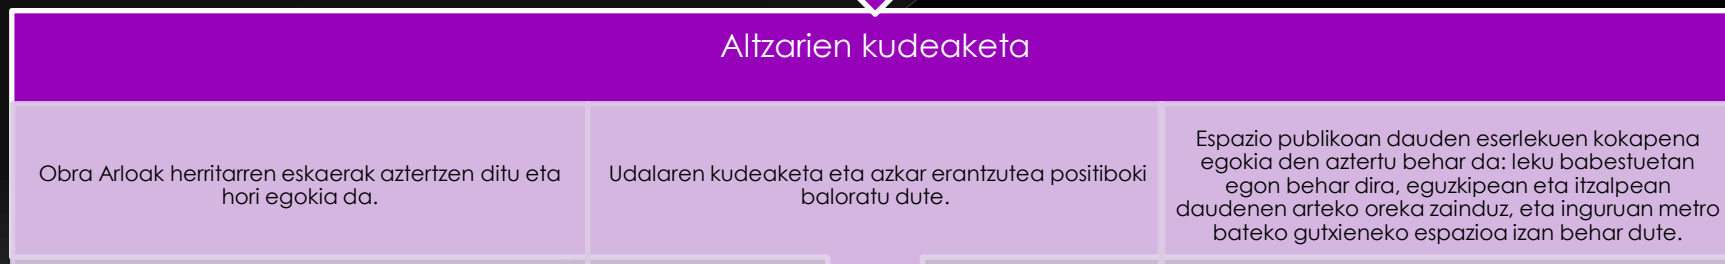 Altzarien kudeaketa
Obra Arloak herritarren eskaerak aztertzen ditu eta
hori egokia da.
Udalaren kudeaketa eta azkar erantzutea positiboki
baloratu dute.
Espazio publikoan dauden eserlekuen kokapena
egokia den aztertu behar da: leku babestuetan
egon behar dira, eguzkipean eta itzalpean
daudenen arteko oreka zainduz, eta inguruan metro
bateko gutxieneko espazioa izan behar dute.